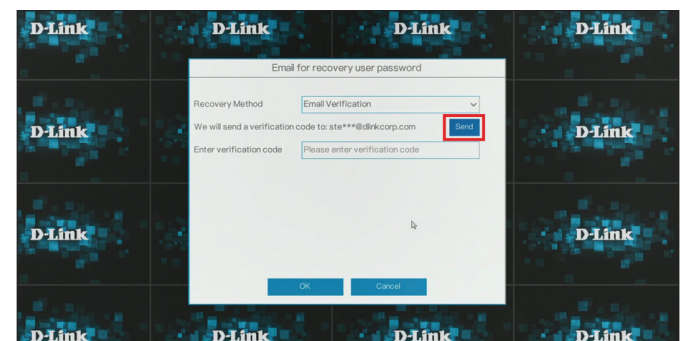 D-Link D-Link D-Link D-Link
Email for recovery user password
Recovery Method Email Verification
We will send a verification code to: ste***@dlinkcorp.com Send
D-Link D-Link
Enter verification code Please enter verification code
D-Link D-Link
OK Cancel
D-Link D-Link D-Link D-Link